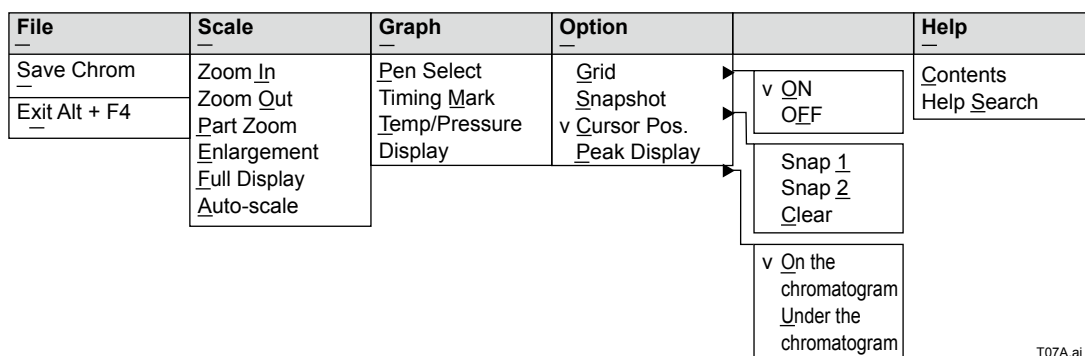 File
Save Chrom
Exit Alt + F4
Scale
Zoom In
Zoom Out
Part Zoom
Enlargement
Full Display
Auto-scale
Graph
Pen Select
Timing Mark
Temp/Pressure
Display
Option
Grid
Snapshot
v Cursor Pos.
Peak Display
v ON
OFF
Snap 1
Snap 2
Clear
v On the
chromatogram
Under the
chromatogram
Help
Contents
Help Search
T07A.ai